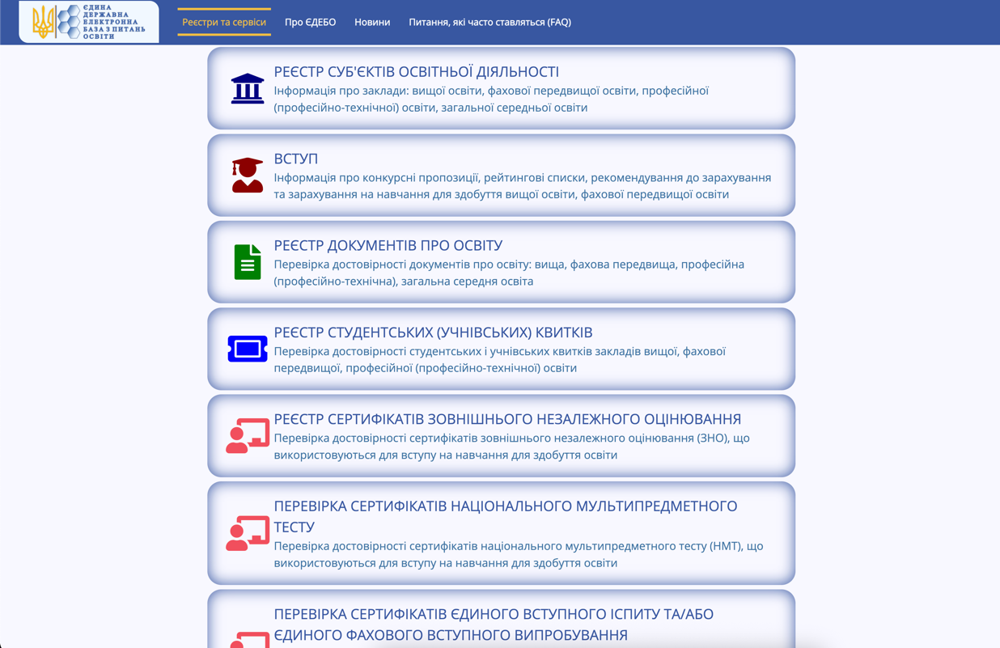 ЄДИНА
ДЕРЖАВНА
ЕЛЕКТРОННА
БАЗА З ПИТАНЬ
ОСВІТИ
Реєстри та сервіси
Про ЄДЕБО
Новини
Питання, які часто ставляться (FAQ)
РЕЄСТР СУБ'ЄКТІВ ОСВІТНЬОЇ ДІЯЛЬНОСТІ
Інформація про заклади: вищої освіти, фахової передвищої освіти, професійної
(професійно-технічної) освіти, загальної середньої освіти
ВСТУП
Інформація про конкурсні пропозиції, рейтингові списки, рекомендування до зарахування
та зарахування на навчання для здобуття вищої освіти, фахової передвищої освіти
РЕЄСТР ДОКУМЕНТІВ ПРО ОСВІТУ
Перевірка достовірності документів про освіту: вища, фахова передвища, професійна
(професійно-технічна), загальна середня освіта
РЕЄСТР СТУДЕНТСЬКИХ (УЧНІВСЬКИХ) КВИТКІВ
Перевірка достовірності студентських і учнівських квитків закладів вищої, фахової
передвищої, професійної (професійно-технічної) освіти
РЕЄСТР СЕРТИФІКАТІВ ЗОВНІШНЬОГО НЕЗАЛЕЖНОГО ОЦІНЮВАННЯ
Перевірка достовірності сертифікатів зовнішнього незалежного оцінювання (ЗНО), що
використовуються для вступу на навчання для здобуття освіти
ПЕРЕВІРКА СЕРТИФІКАТІВ НАЦІОНАЛЬНОГО МУЛЬТИПРЕДМЕТНОГО
ТЕСТУ
Перевірка достовірності сертифікатів національного мультипредметного тесту (НМТ), що
використовуються для вступу на навчання для здобуття освіти
ПЕРЕВІРКА СЕРТИФІКАТІВ ЄДИНОГО ВСТУПНОГО ІСПИТУ ТА/АБО
ЄДИНОГО ФАХОВОГО ВСТУПНОГО ВИПРОБУВАННЯ